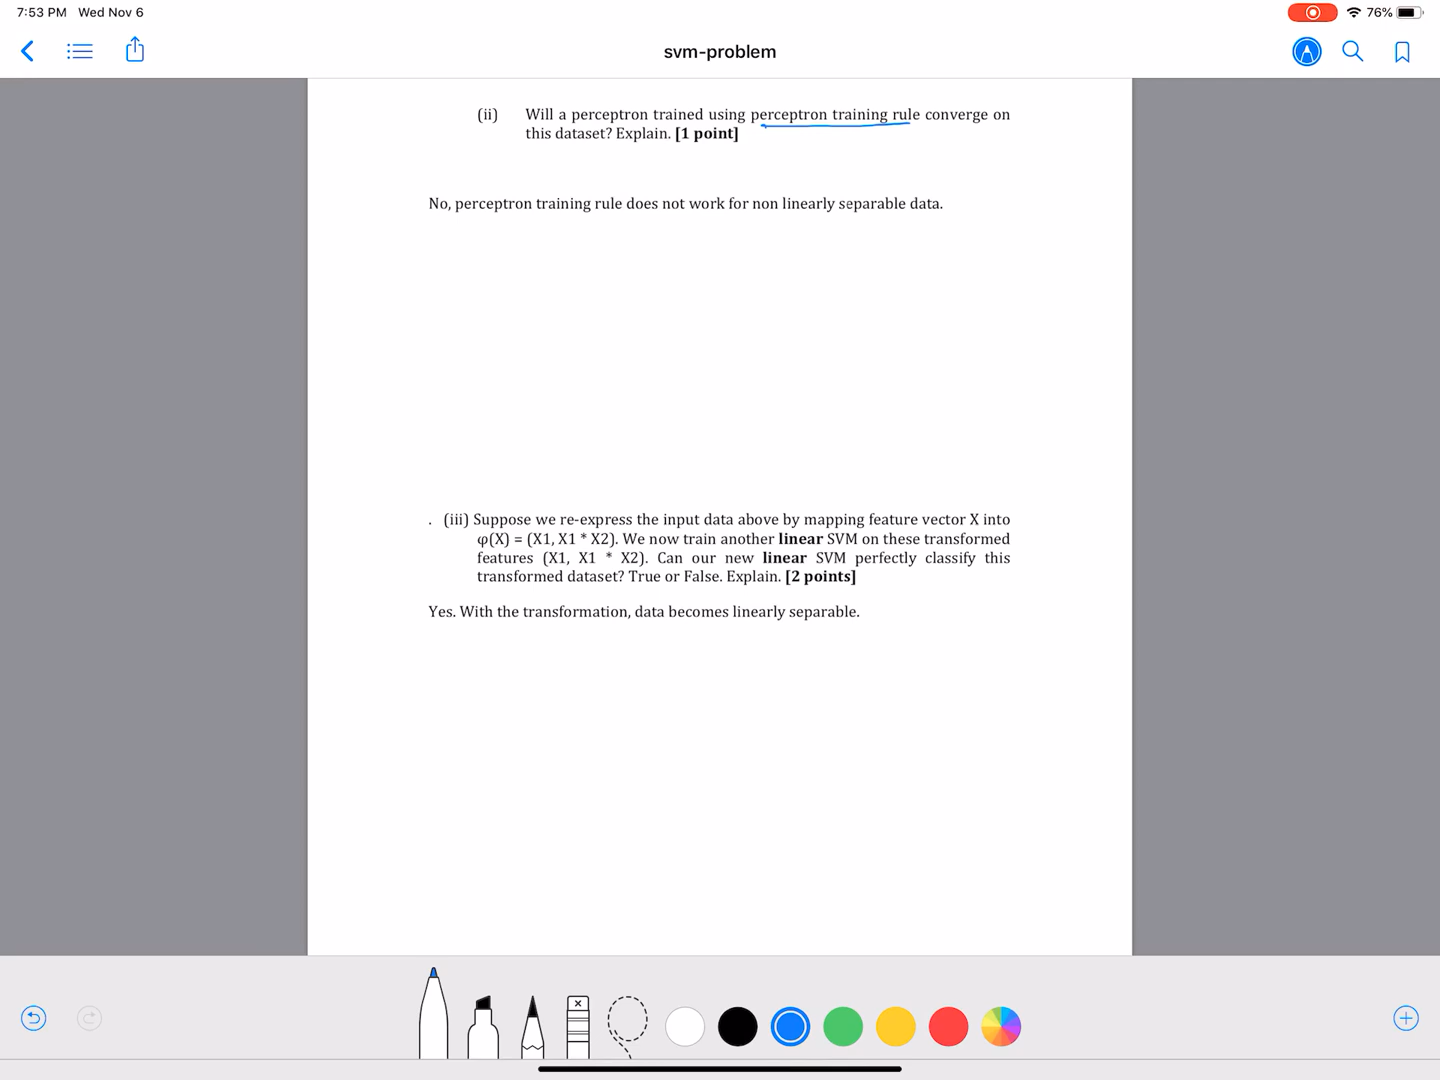 7:53 PM Wed Nov 6
76%
svm-problem
(ii) Will a perceptron trained using perceptron training rule converge on
this dataset? Explain. [1 point]
No, perceptron training rule does not work for non linearly separable data.
. (iii) Suppose we re-express the input data above by mapping feature vector X into
φ(X) = (X1, X1 * X2). We now train another linear SVM on these transformed
features (X1, X1 * X2). Can our new linear SVM perfectly classify this
transformed dataset? True or False. Explain. [2 points]
Yes. With the transformation, data becomes linearly separable.